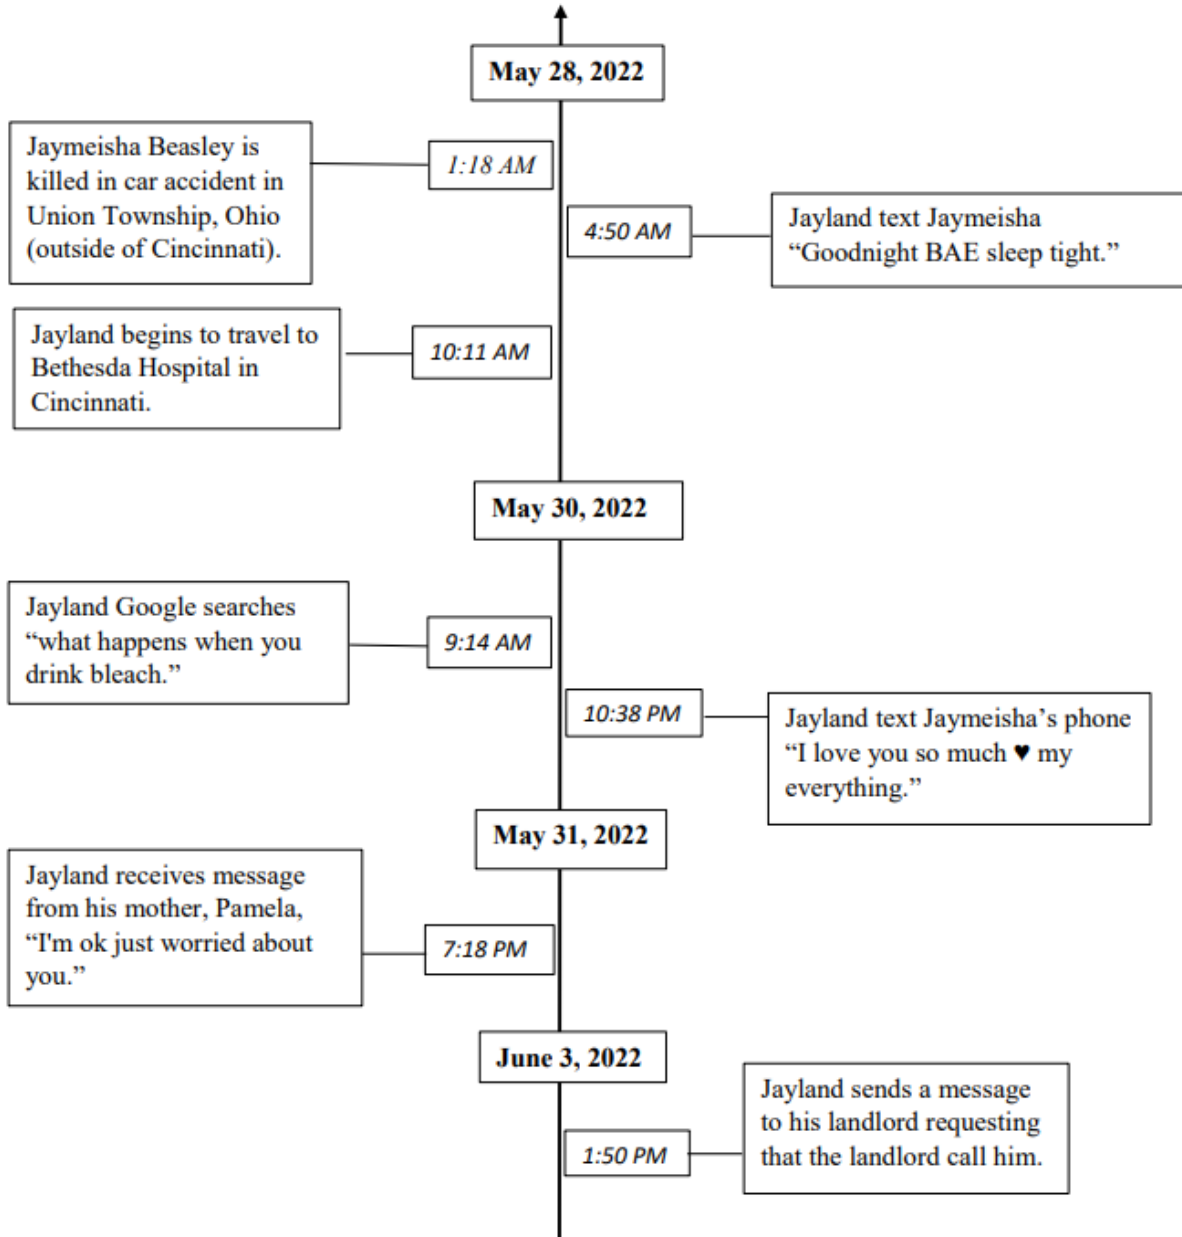 May 28, 2022
Jaymeisha Beasley is
killed in car accident in
Union Township, Ohio
(outside of Cincinnati).
1:18 AM
4:50 AM
Jayland text Jaymeisha
“Goodnight BAE sleep tight.”
Jayland begins to travel to
Bethesda Hospital in
Cincinnati.
10:11 AM
May 30, 2022
Jayland Google searches
“what happens when you
drink bleach.”
9:14 AM
10:38 PM
Jayland text Jaymeisha’s phone
“I love you so much ♥ my
everything.”
May 31, 2022
Jayland receives message
from his mother, Pamela,
“I'm ok just worried about
you.”
7:18 PM
June 3, 2022
1:50 PM
Jayland sends a message
to his landlord requesting
that the landlord call him.